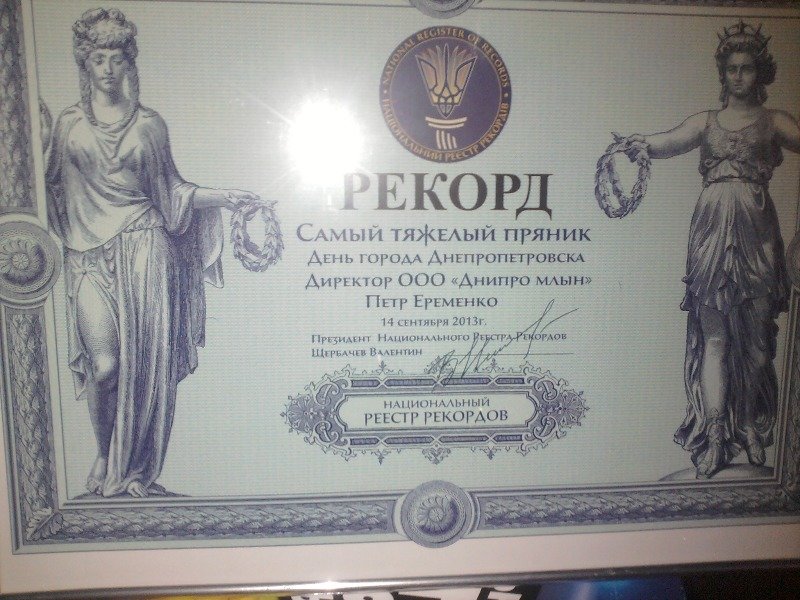 • NATIONAL REGISTER OF RECORDS •
НАЦІОНАЛЬНИЙ РЕЕСТР РЕКОРДІВ
РЕКОРД
Самый тяжелый пряник
День города Днепропетровска
Директор ООО «Днипро млын»
Петр Еременко
14 сентября 2013г.
Президент Национального Реестра Рекордов
Щербачев Валентин
НАЦИОНАЛЬНЫЙ
РЕЕСТР РЕКОРДОВ